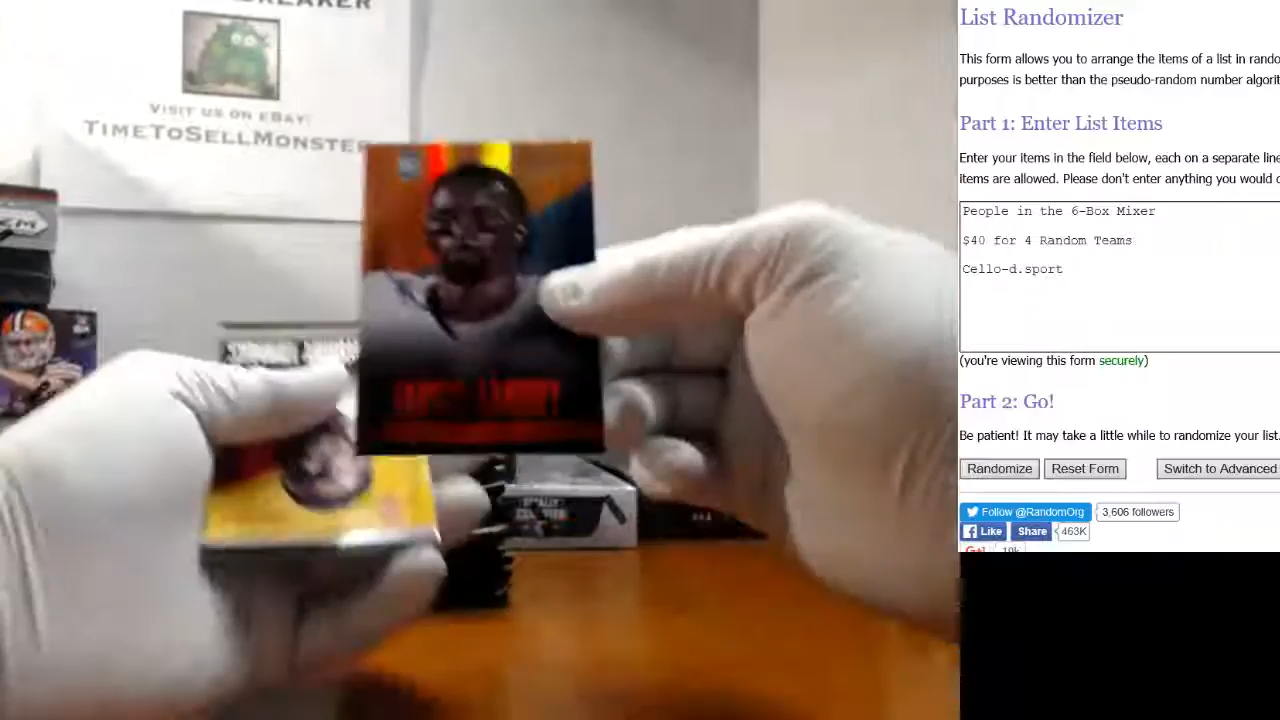 VISIT US ON EBAY:
TIMETOSELLMONSTER
List Randomizer
This form allows you to arrange the items of a list in rando
purposes is better than the pseudo-random number algorit
Part 1: Enter List Items
Enter your items in the field below, each on a separate line
items are allowed. Please don't enter anything you would
People in the 6-Box Mixer
$40 for 4 Random Teams
Cello-d.sport
(you're viewing this form securely)
Part 2: Go!
Be patient! It may take a little while to randomize your list.
Randomize
Reset Form
Switch to Advanced
Follow @RandomOrg
3,606 followers
Like
Share
463K